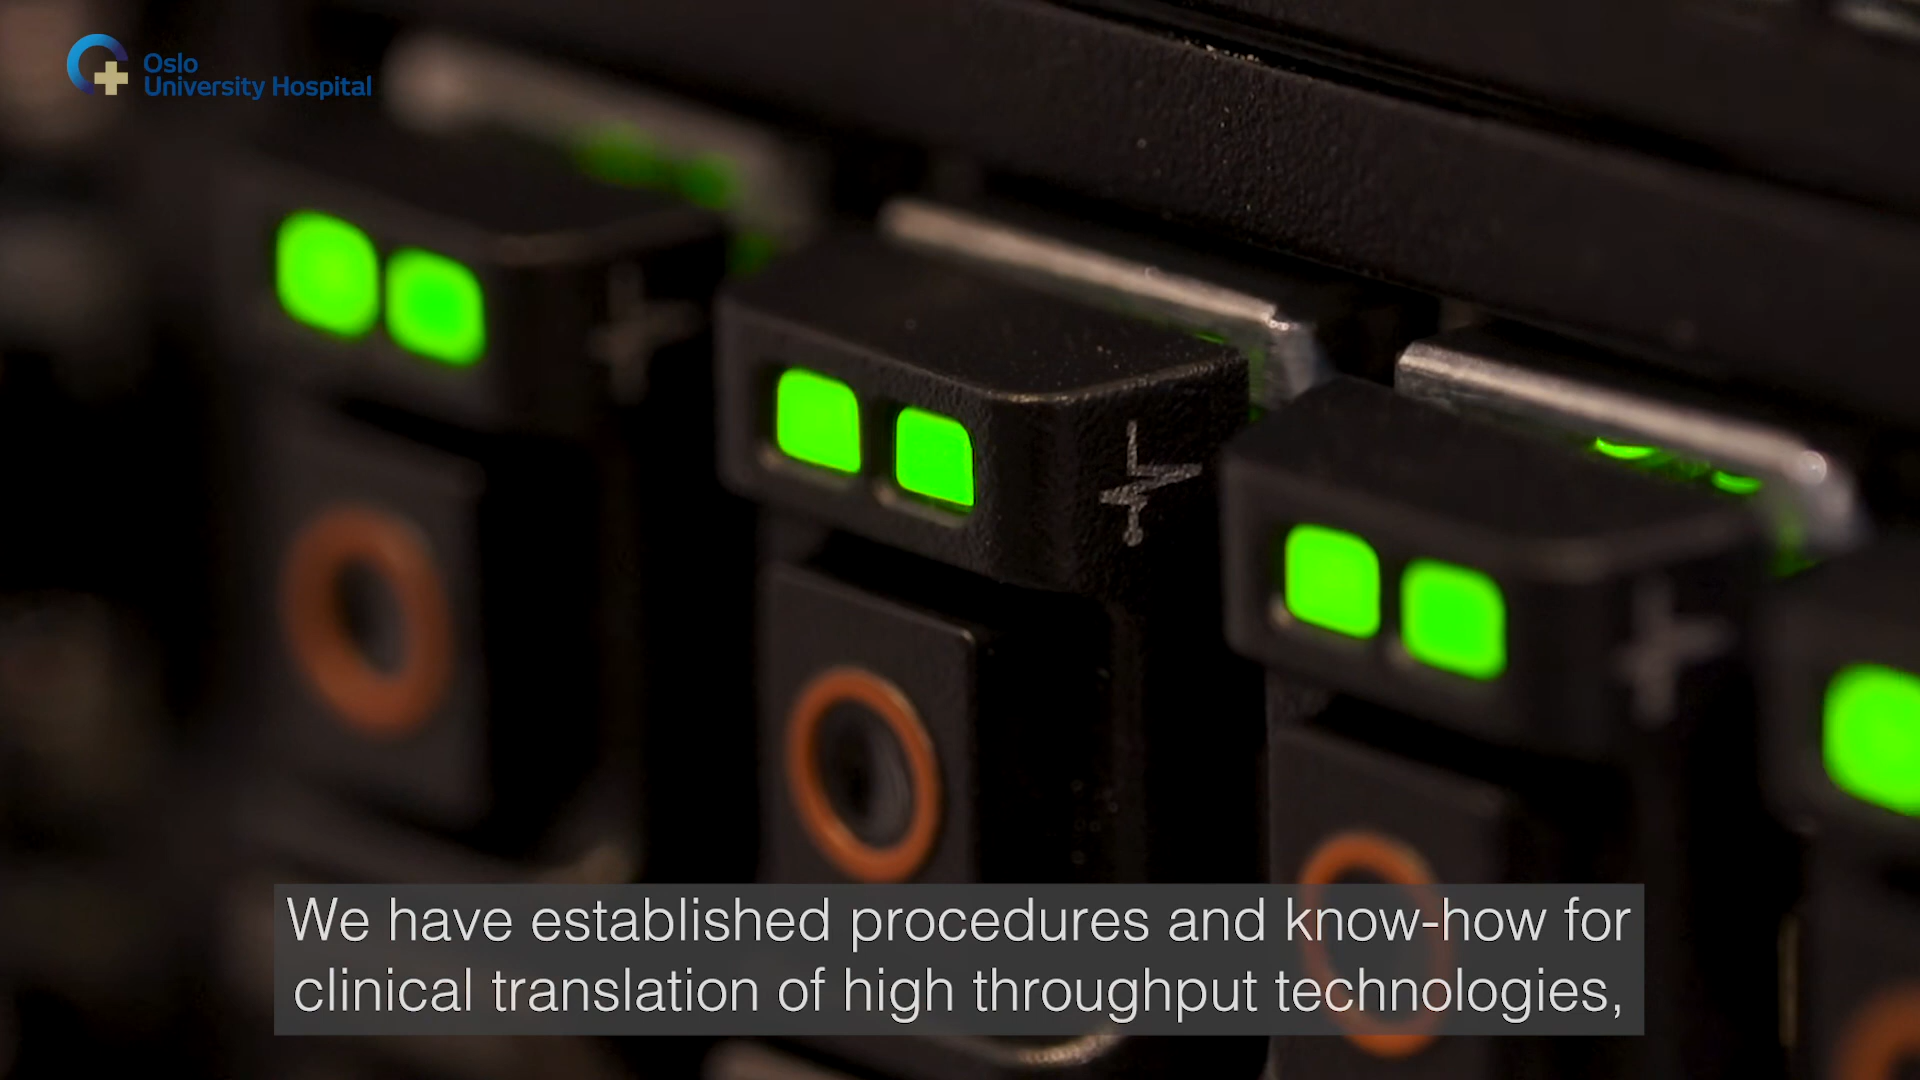 Oslo
University Hospital
We have established procedures and know-how for
clinical translation of high throughput technologies,